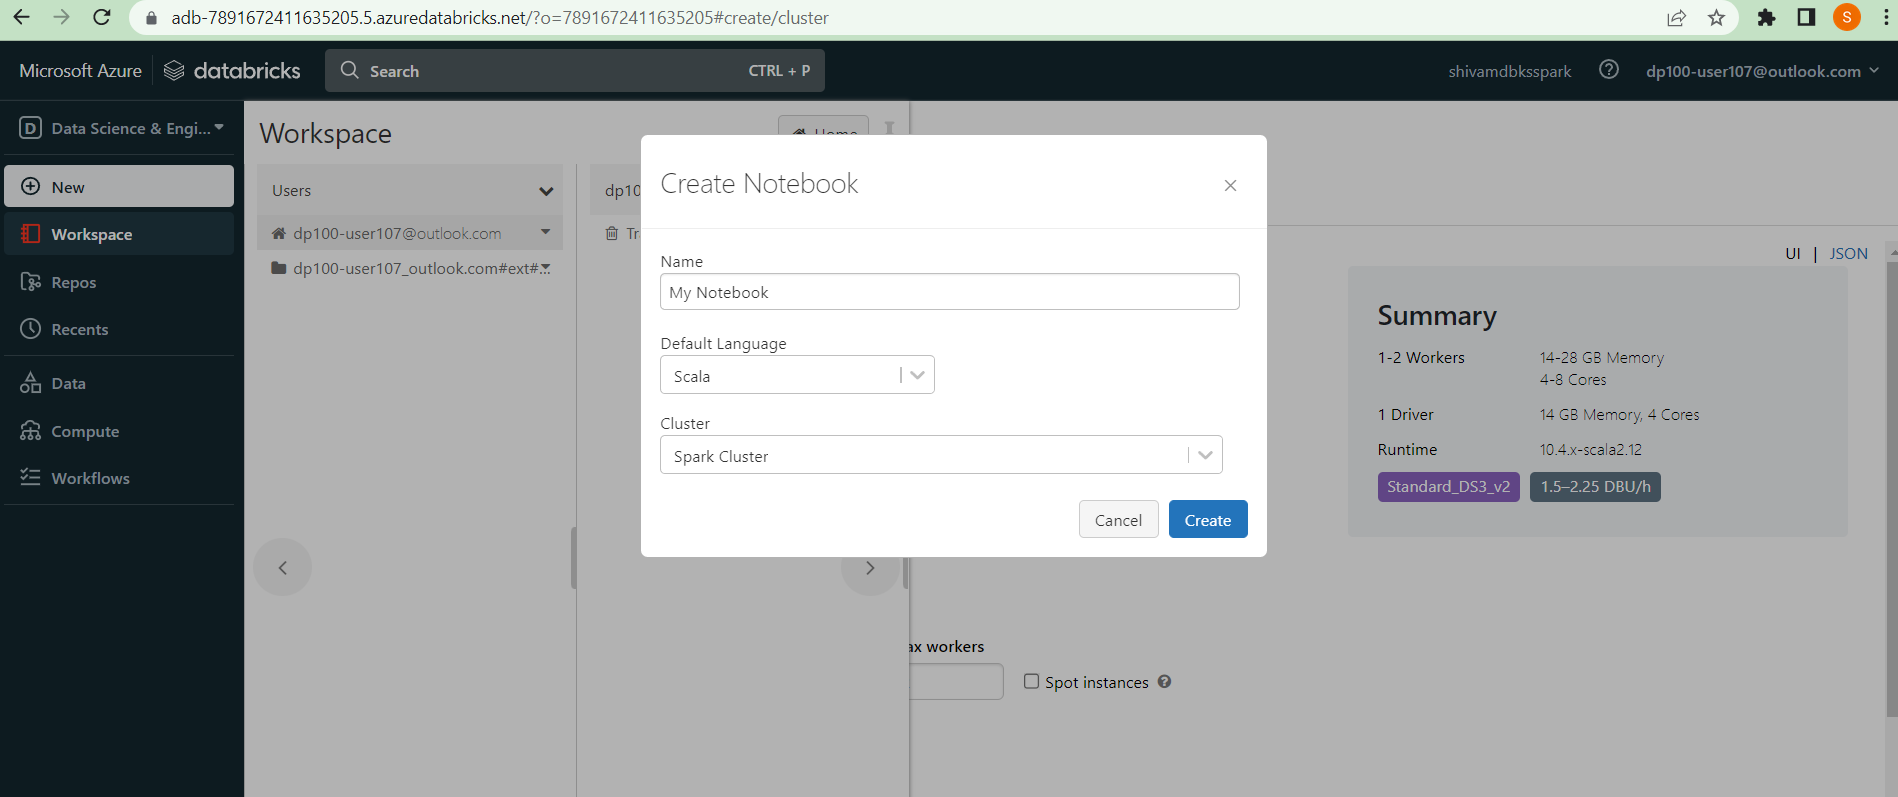 adb-7891672411635205.5.azuredatabricks.net/?o=7891672411635205#create/cluster
S
Microsoft Azure databricks Search CTRL + P shivamdbksspark dp100-user107@outlook.com
D Data Science & Engi...
New
Workspace
Repos
Recents
Data
Compute
Workflows
Workspace
Home
Users
dp100-user107@outlook.com
dp100-user107_outlook.com#ext#...
dp10
Tr
Create Notebook
Name
My Notebook
Default Language
Scala
Cluster
Spark Cluster
Cancel Create
UI | JSON
Summary
1-2 Workers 14-28 GB Memory
4-8 Cores
1 Driver 14 GB Memory, 4 Cores
Runtime 10.4.x-scala2.12
Standard_DS3_v2 1.5–2.25 DBU/h
ax workers
Spot instances